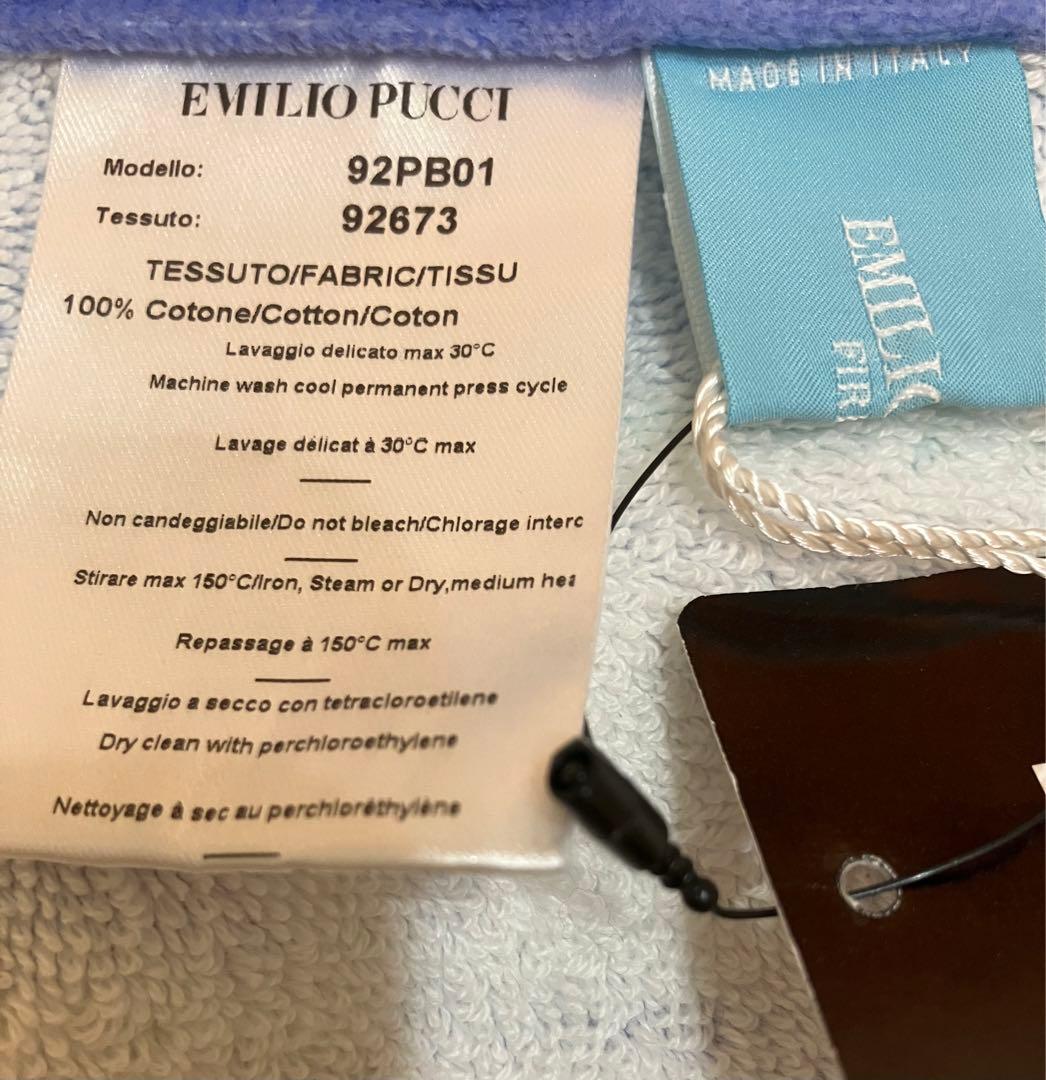 EMILIO PUCCI
Modello: 92PB01
Tessuto: 92673
TESSUTO/FABRIC/TISSU
100% Cotone/Cotton/Coton
Lavaggio delicato max 30°C
Machine wash cool permanent press cycle
Lavage délicat à 30°C max
Non candeggiabile/Do not bleach/Chlorage interc
Stirare max 150°C/Iron, Steam or Dry,medium hea
Repassage à 150°C max
Lavaggio a secco con tetracloroetilene
Dry clean with perchloroethylene
Nettoyage à sec au perchloréthylène
MADE IN ITALY
EMILIO
FIR